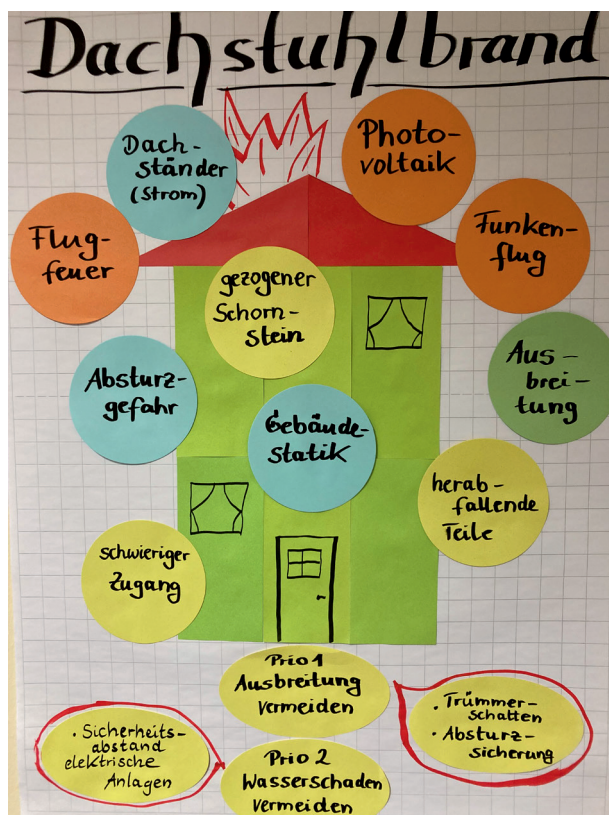 Dachstuhlbrand
Dach-
ständer
(Strom)
Photo-
voltaik
Flug-
feuer
Funken-
flug
gezogener
Schorn-
stein
Absturz-
gefahr
Aus-
brei-
tung
Gebäude-
statik
herab-
fallende
Teile
schwieriger
Zugang
Prio 1
Ausbreitung
vermeiden
• Trümmer-
schatten
• Absturz-
sicherung
• Sicherheits-
abstand
elektrische
Anlagen
Prio 2
Wasserschaden
vermeiden